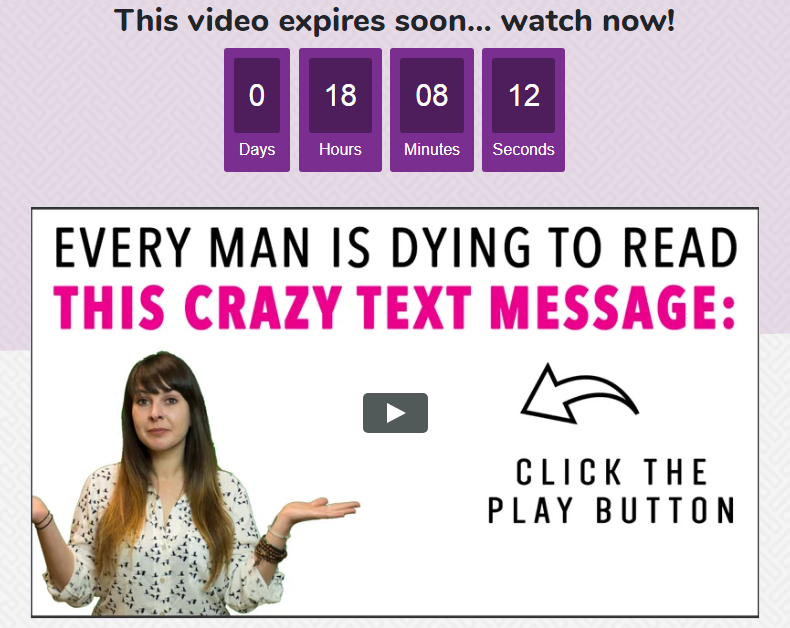 This video expires soon... watch now!
0 18 08 12
Days Hours Minutes Seconds
EVERY MAN IS DYING TO READ
THIS CRAZY TEXT MESSAGE:
CLICK THE
PLAY BUTTON